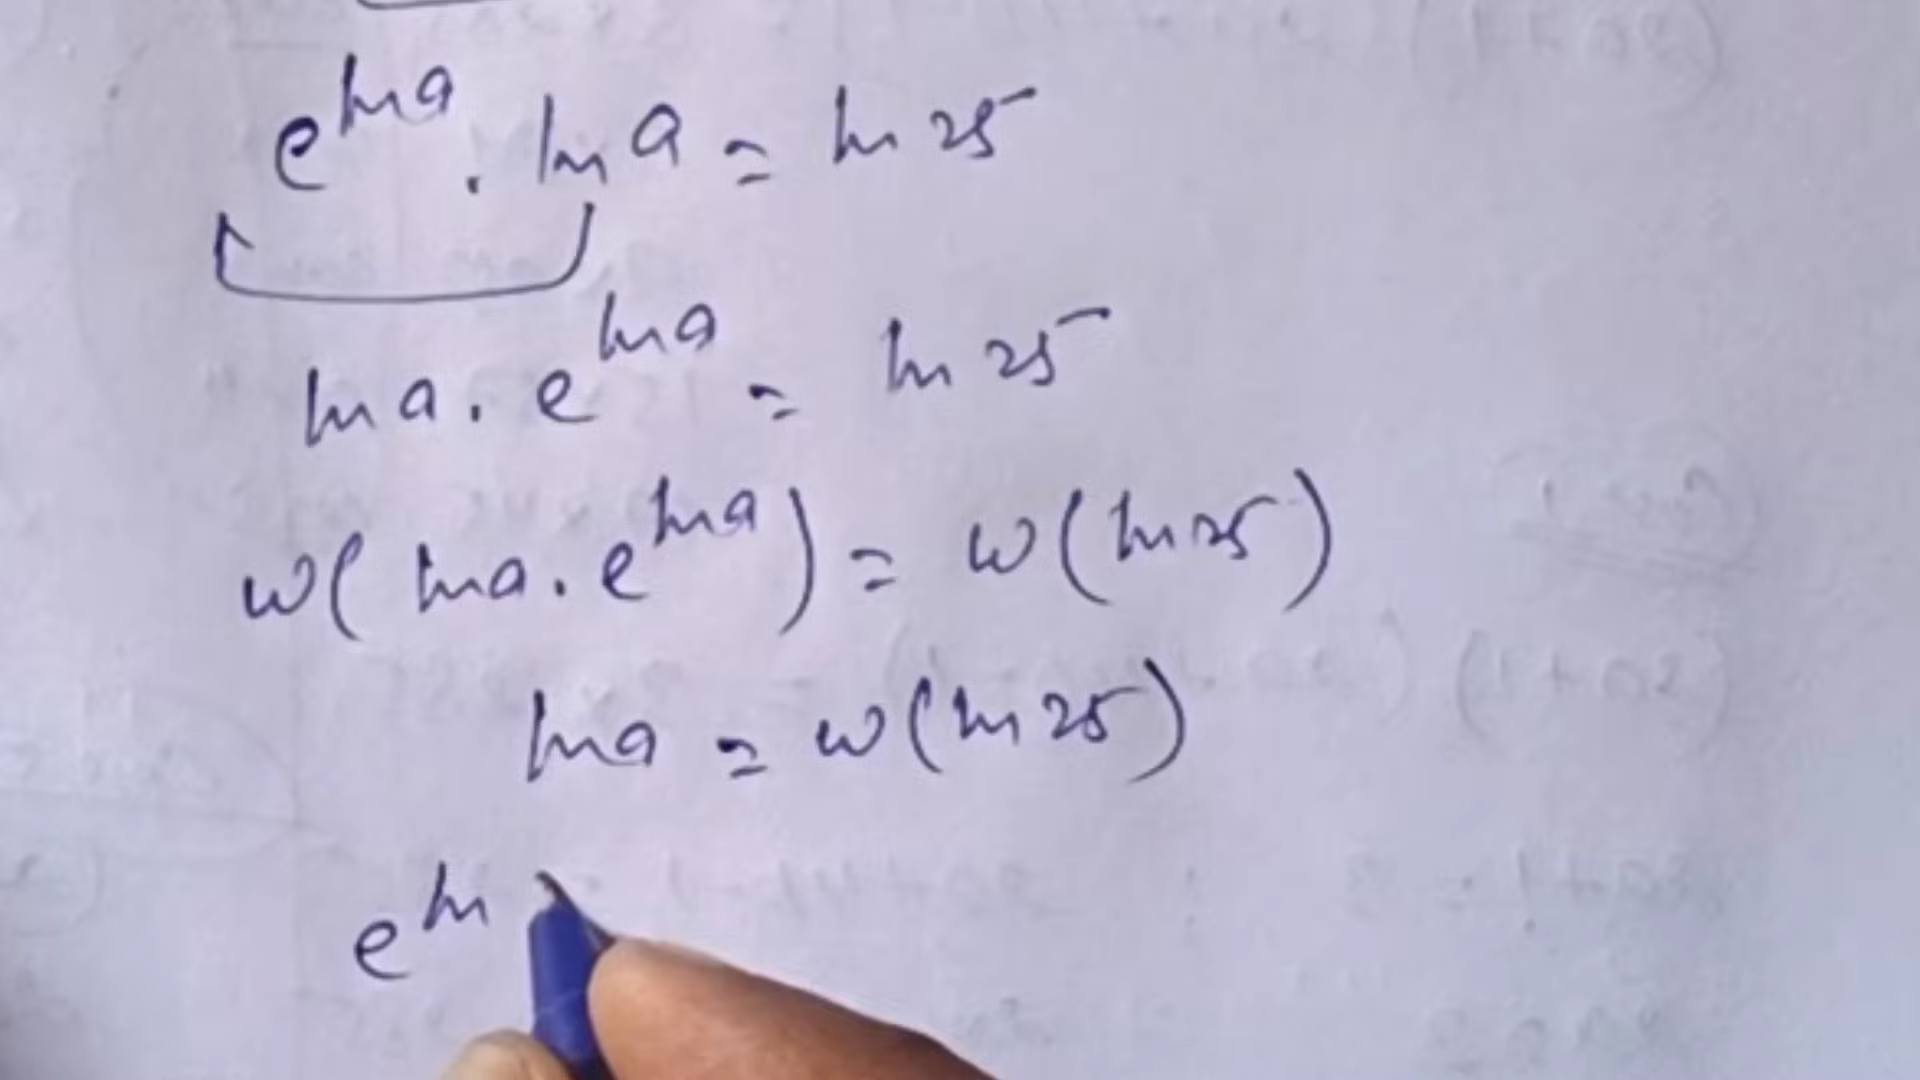 e^{ln a} . ln a = ln 25
ln a . e^{ln a} = ln 25
w( ln a . e^{ln a} ) = w( ln 25 )
ln a = w( ln 25 )
e^{ln